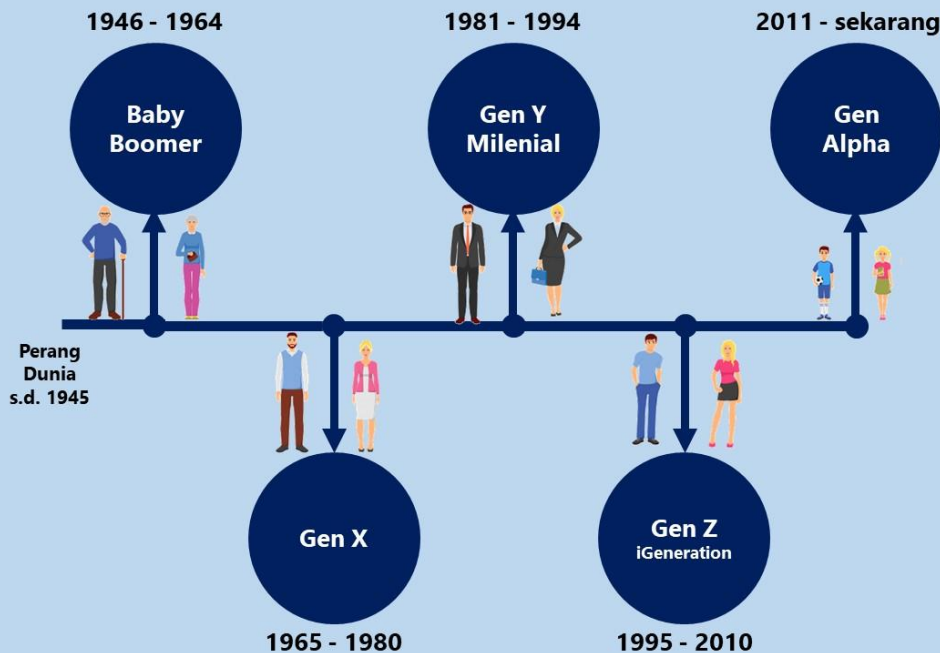 1946 - 1964
Baby
Boomer
1981 - 1994
Gen Y
Milenial
2011 - sekarang
Gen
Alpha
Perang
Dunia
s.d. 1945
Gen X
1965 - 1980
Gen Z
iGeneration
1995 - 2010